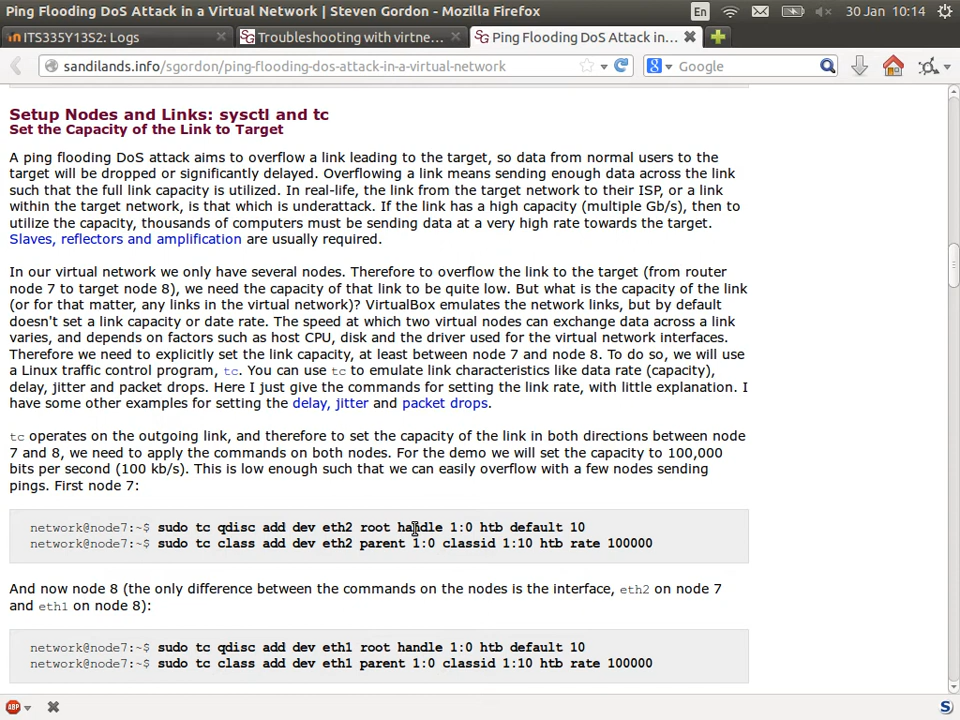 Ping Flooding DoS Attack in a Virtual Network | Steven Gordon - Mozilla Firefox
En
30 Jan 10:14
ITS335Y13S2: Logs
Troubleshooting with virtne...
Ping Flooding DoS Attack in...
sandilands.info/sgordon/ping-flooding-dos-attack-in-a-virtual-network
Google
Setup Nodes and Links: sysctl and tc
Set the Capacity of the Link to Target
A ping flooding DoS attack aims to overflow a link leading to the target, so data from normal users to the
target will be dropped or significantly delayed. Overflowing a link means sending enough data across the link
such that the full link capacity is utilized. In real-life, the link from the target network to their ISP, or a link
within the target network, is that which is underattack. If the link has a high capacity (multiple Gb/s), then to
utilize the capacity, thousands of computers must be sending data at a very high rate towards the target.
Slaves, reflectors and amplification are usually required.
In our virtual network we only have several nodes. Therefore to overflow the link to the target (from router
node 7 to target node 8), we need the capacity of that link to be quite low. But what is the capacity of the link
(or for that matter, any links in the virtual network)? VirtualBox emulates the network links, but by default
doesn't set a link capacity or date rate. The speed at which two virtual nodes can exchange data across a link
varies, and depends on factors such as host CPU, disk and the driver used for the virtual network interfaces.
Therefore we need to explicitly set the link capacity, at least between node 7 and node 8. To do so, we will use
a Linux traffic control program, tc. You can use tc to emulate link characteristics like data rate (capacity),
delay, jitter and packet drops. Here I just give the commands for setting the link rate, with little explanation. I
have some other examples for setting the delay, jitter and packet drops.
tc operates on the outgoing link, and therefore to set the capacity of the link in both directions between node
7 and 8, we need to apply the commands on both nodes. For the demo we will set the capacity to 100,000
bits per second (100 kb/s). This is low enough such that we can easily overflow with a few nodes sending
pings. First node 7:
network@node7:~$ sudo tc qdisc add dev eth2 root handle 1:0 htb default 10
network@node7:~$ sudo tc class add dev eth2 parent 1:0 classid 1:10 htb rate 100000
And now node 8 (the only difference between the commands on the nodes is the interface, eth2 on node 7
and eth1 on node 8):
network@node7:~$ sudo tc qdisc add dev eth1 root handle 1:0 htb default 10
network@node7:~$ sudo tc class add dev eth1 parent 1:0 classid 1:10 htb rate 100000
ABP
S